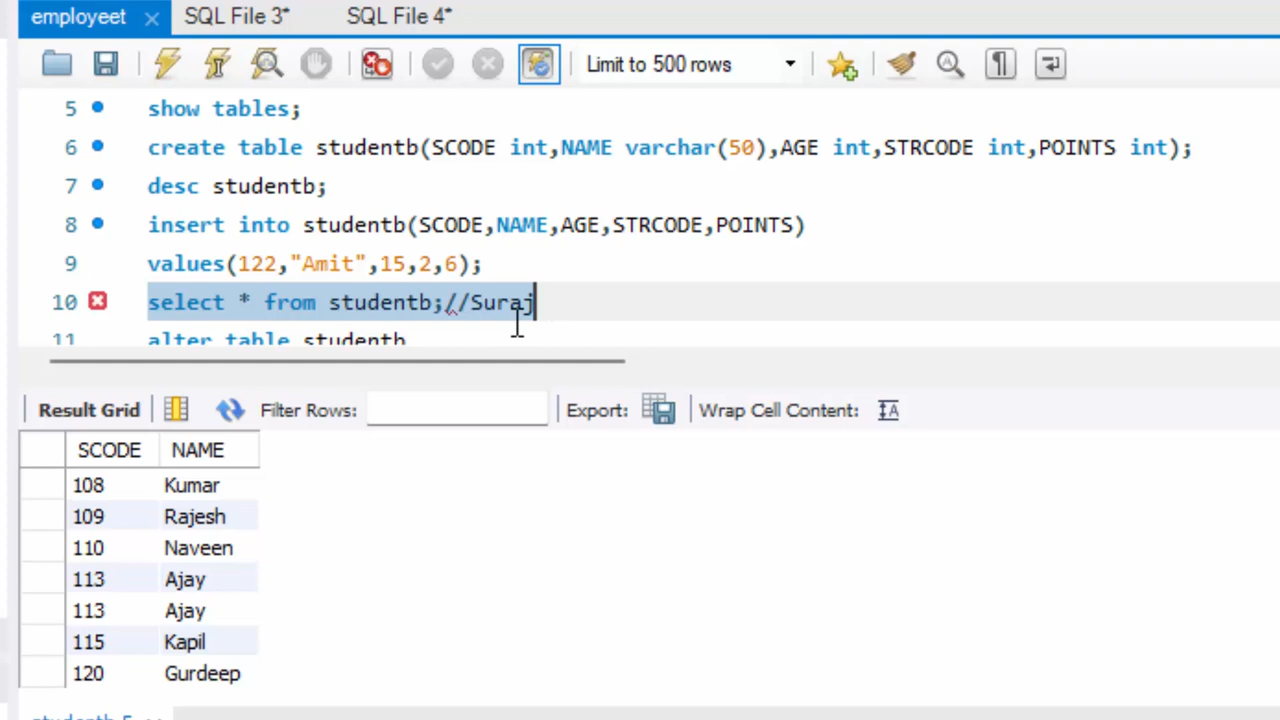 employeet SQL File 3* SQL File 4*
Limit to 500 rows
5 show tables;
6 create table studentb(SCODE int,NAME varchar(50),AGE int,STRCODE int,POINTS int);
7 desc studentb;
8 insert into studentb(SCODE,NAME,AGE,STRCODE,POINTS)
9 values(122,"Amit",15,2,6);
10 select * from studentb;//Suraj
11 alter table studentb
Result Grid Filter Rows: Export: Wrap Cell Content:
SCODE NAME
108 Kumar
109 Rajesh
110 Naveen
113 Ajay
113 Ajay
115 Kapil
120 Gurdeep